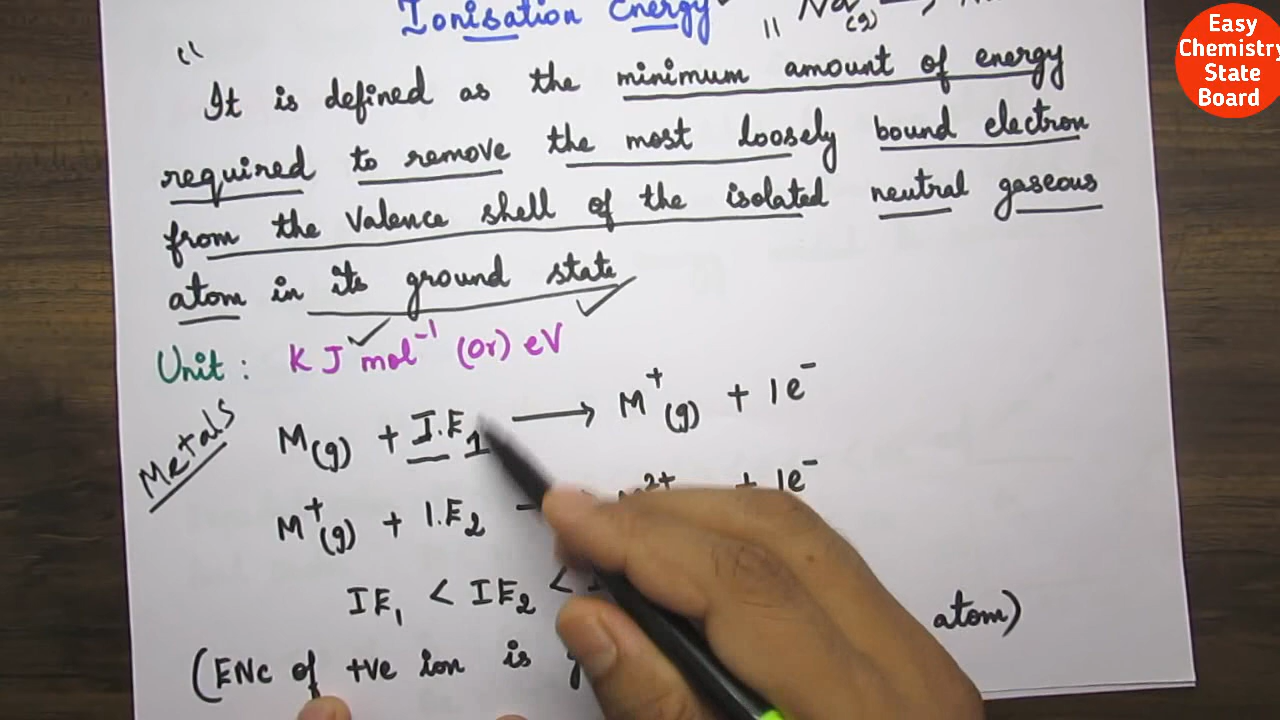 Ionisation Energy
" Na(g)
Easy
Chemistry
State
Board
"
It is defined as the minimum amount of energy
required to remove the most loosely bound electron
from the valence shell of the isolated neutral gaseous
atom in its ground state
Unit : KJ mol⁻¹ (Or) eV
Metals
M(g) + I.E₁ ⟶ M⁺(g) + 1e⁻
M⁺(g) + I.E₂ M²⁺ + 1e⁻
IE₁ < IE₂ <
(ENC of +ve ion is atom)